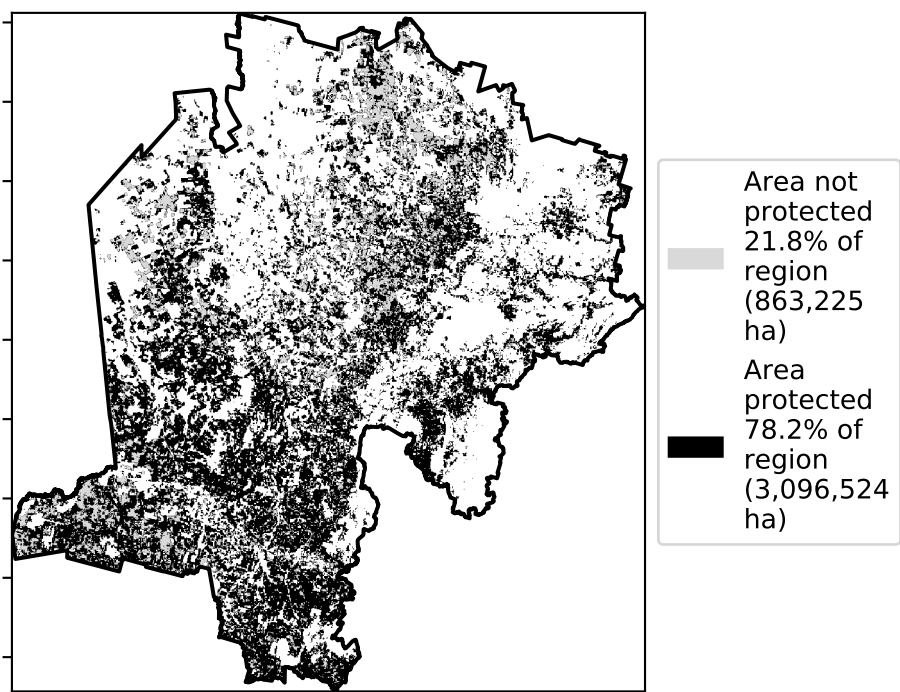 Area not
protected
21.8% of
region
(863,225
ha)
Area
protected
78.2% of
region
(3,096,524
ha)